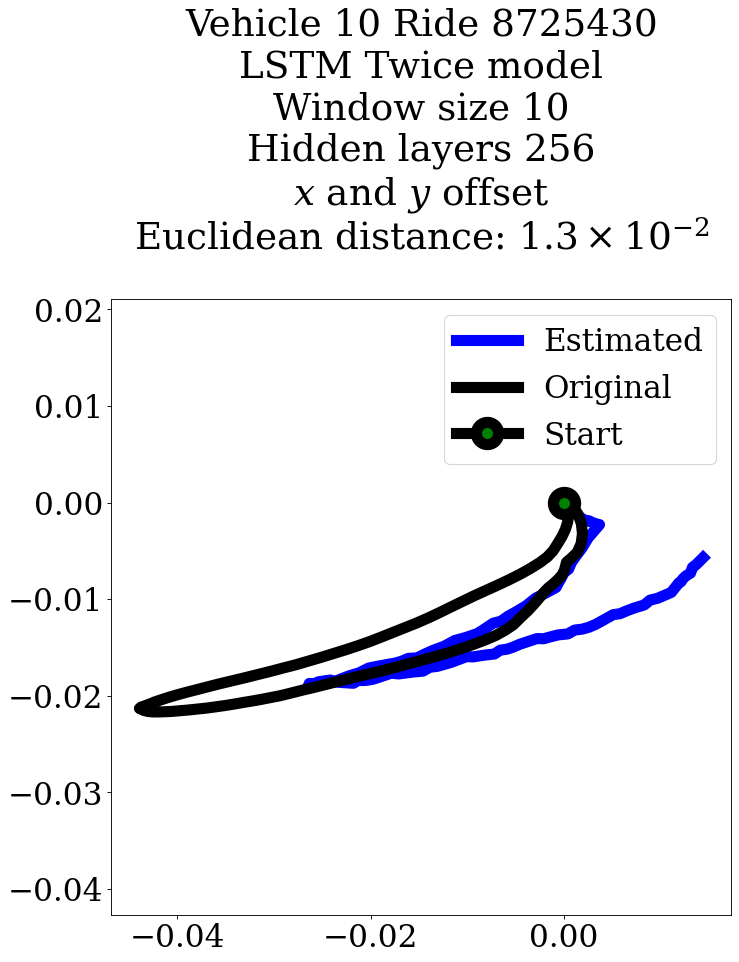 Vehicle 10 Ride 8725430
LSTM Twice model
Window size 10
Hidden layers 256
x and y offset
Euclidean distance: 1.3 × 10⁻²
0.02
0.01
0.00
−0.01
−0.02
−0.03
−0.04
Estimated
Original
Start
−0.04
−0.02
0.00